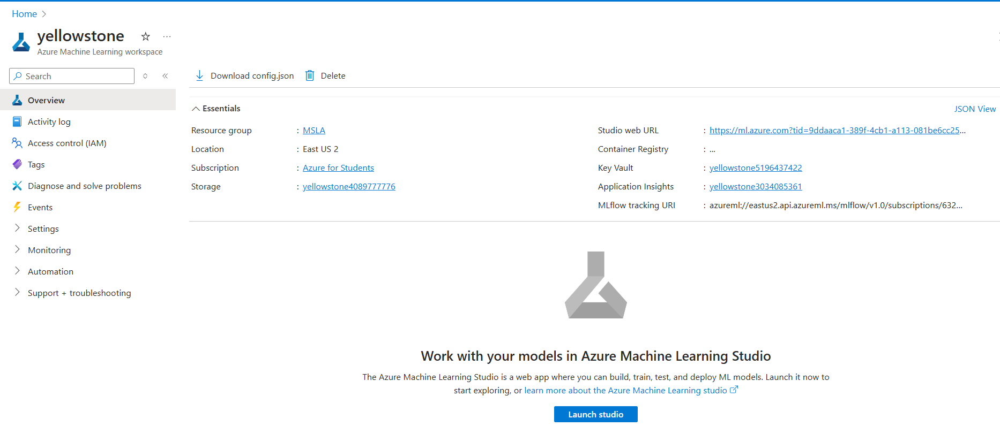 Home
yellowstone
Azure Machine Learning workspace
Search
Download config.json Delete
Overview
Activity log
Access control (IAM)
Tags
Diagnose and solve problems
Events
Settings
Monitoring
Automation
Support + troubleshooting
Essentials
JSON View
Resource group : MSLA
Location : East US 2
Subscription : Azure for Students
Storage : yellowstone4089777776
Studio web URL : https://ml.azure.com?tid=9ddaaca1-389f-4cb1-a113-081be6cc25...
Container Registry : ...
Key Vault : yellowstone5196437422
Application Insights : yellowstone3034085361
MLflow tracking URI : azureml://eastus2.api.azureml.ms/mlflow/v1.0/subscriptions/632...
Work with your models in Azure Machine Learning Studio
The Azure Machine Learning Studio is a web app where you can build, train, test, and deploy ML models. Launch it now to
start exploring, or learn more about the Azure Machine Learning studio
Launch studio